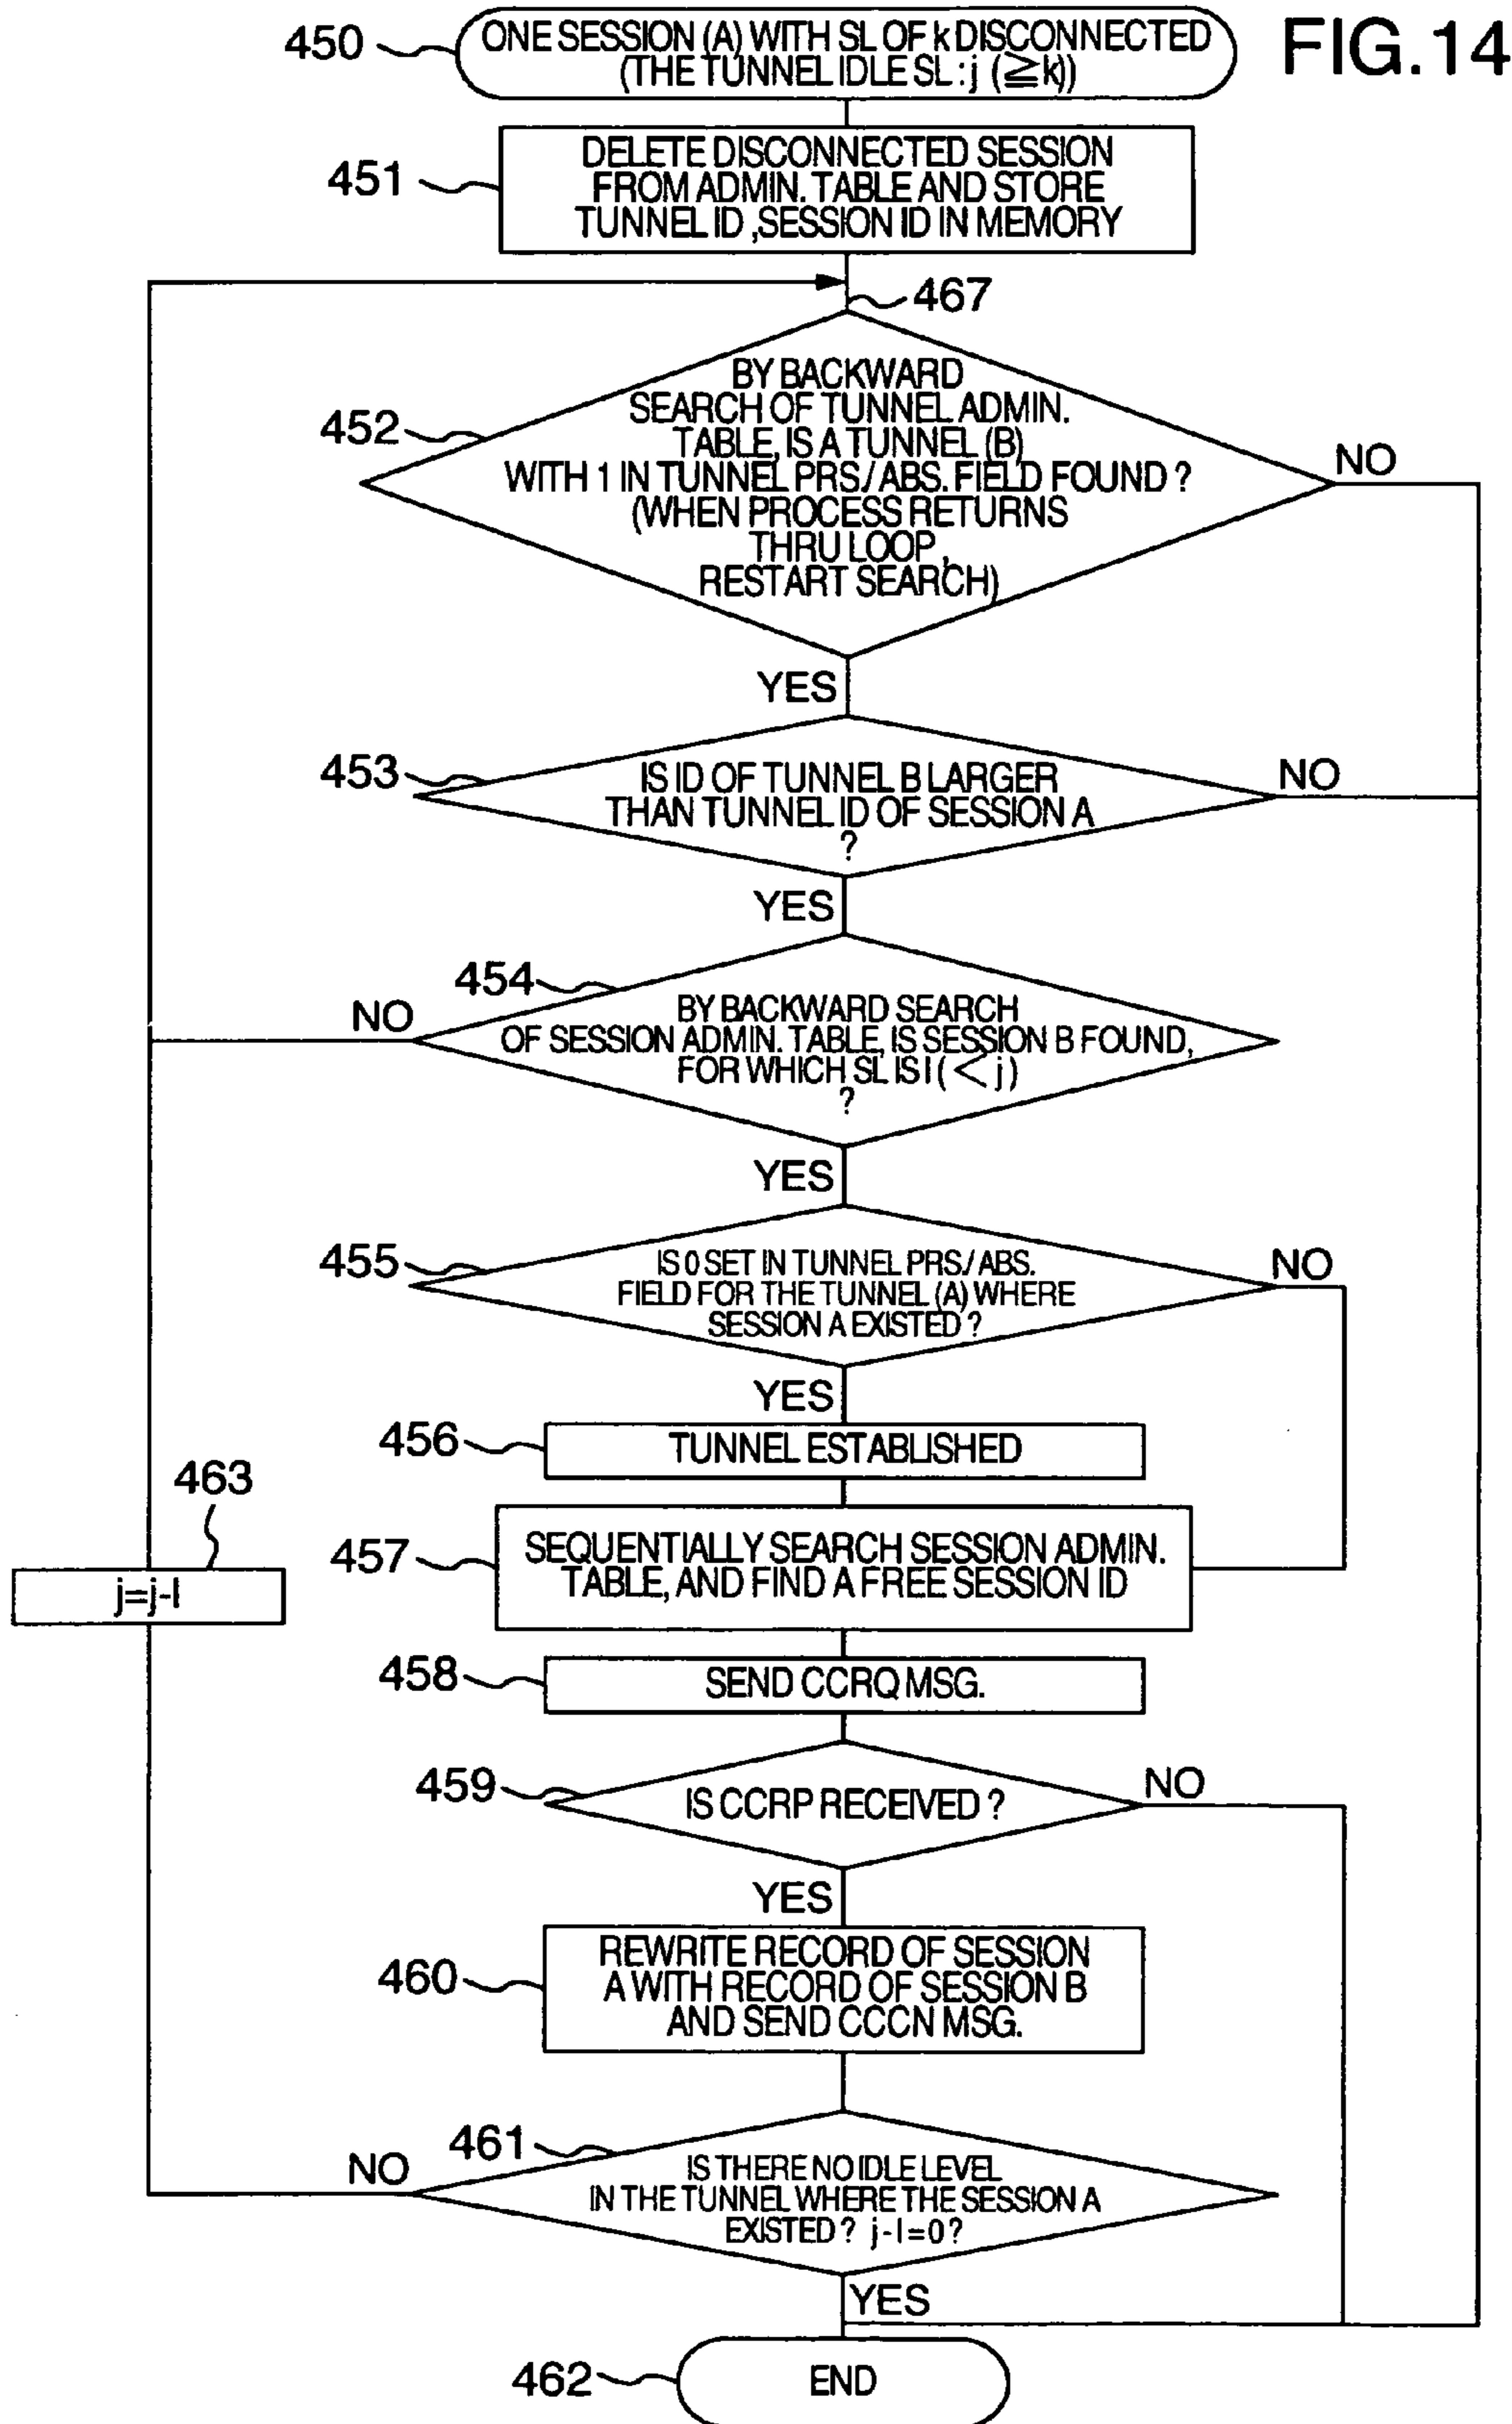 FIG.14
450
ONE SESSION (A) WITH SL OF k DISCONNECTED
(THE TUNNEL IDLE SL : j (≧k))
451
DELETE DISCONNECTED SESSION
FROM ADMIN. TABLE AND STORE
TUNNEL ID ,SESSION ID IN MEMORY
467
452
BY BACKWARD
SEARCH OF TUNNEL ADMIN.
TABLE, IS A TUNNEL (B)
WITH 1 IN TUNNEL PRS./ABS. FIELD FOUND ?
(WHEN PROCESS RETURNS
THRU LOOP ,
RESTART SEARCH)
NO
YES
453
IS ID OF TUNNEL B LARGER
THAN TUNNEL ID OF SESSION A
?
NO
YES
454
BY BACKWARD SEARCH
OF SESSION ADMIN. TABLE, IS SESSION B FOUND,
FOR WHICH SL IS l ( < j )
?
NO
YES
455
IS 0 SET IN TUNNEL PRS./ABS.
FIELD FOR THE TUNNEL (A) WHERE
SESSION A EXISTED ?
NO
YES
456
TUNNEL ESTABLISHED
463
j=j-l
457
SEQUENTIALLY SEARCH SESSION ADMIN.
TABLE, AND FIND A FREE SESSION ID
458
SEND CCRQ MSG.
459
IS CCRP RECEIVED ?
NO
YES
460
REWRITE RECORD OF SESSION
A WITH RECORD OF SESSION B
AND SEND CCCN MSG.
461
IS THERE NO IDLE LEVEL
IN THE TUNNEL WHERE THE SESSION A
EXISTED ? j-l=0?
NO
YES
462
END